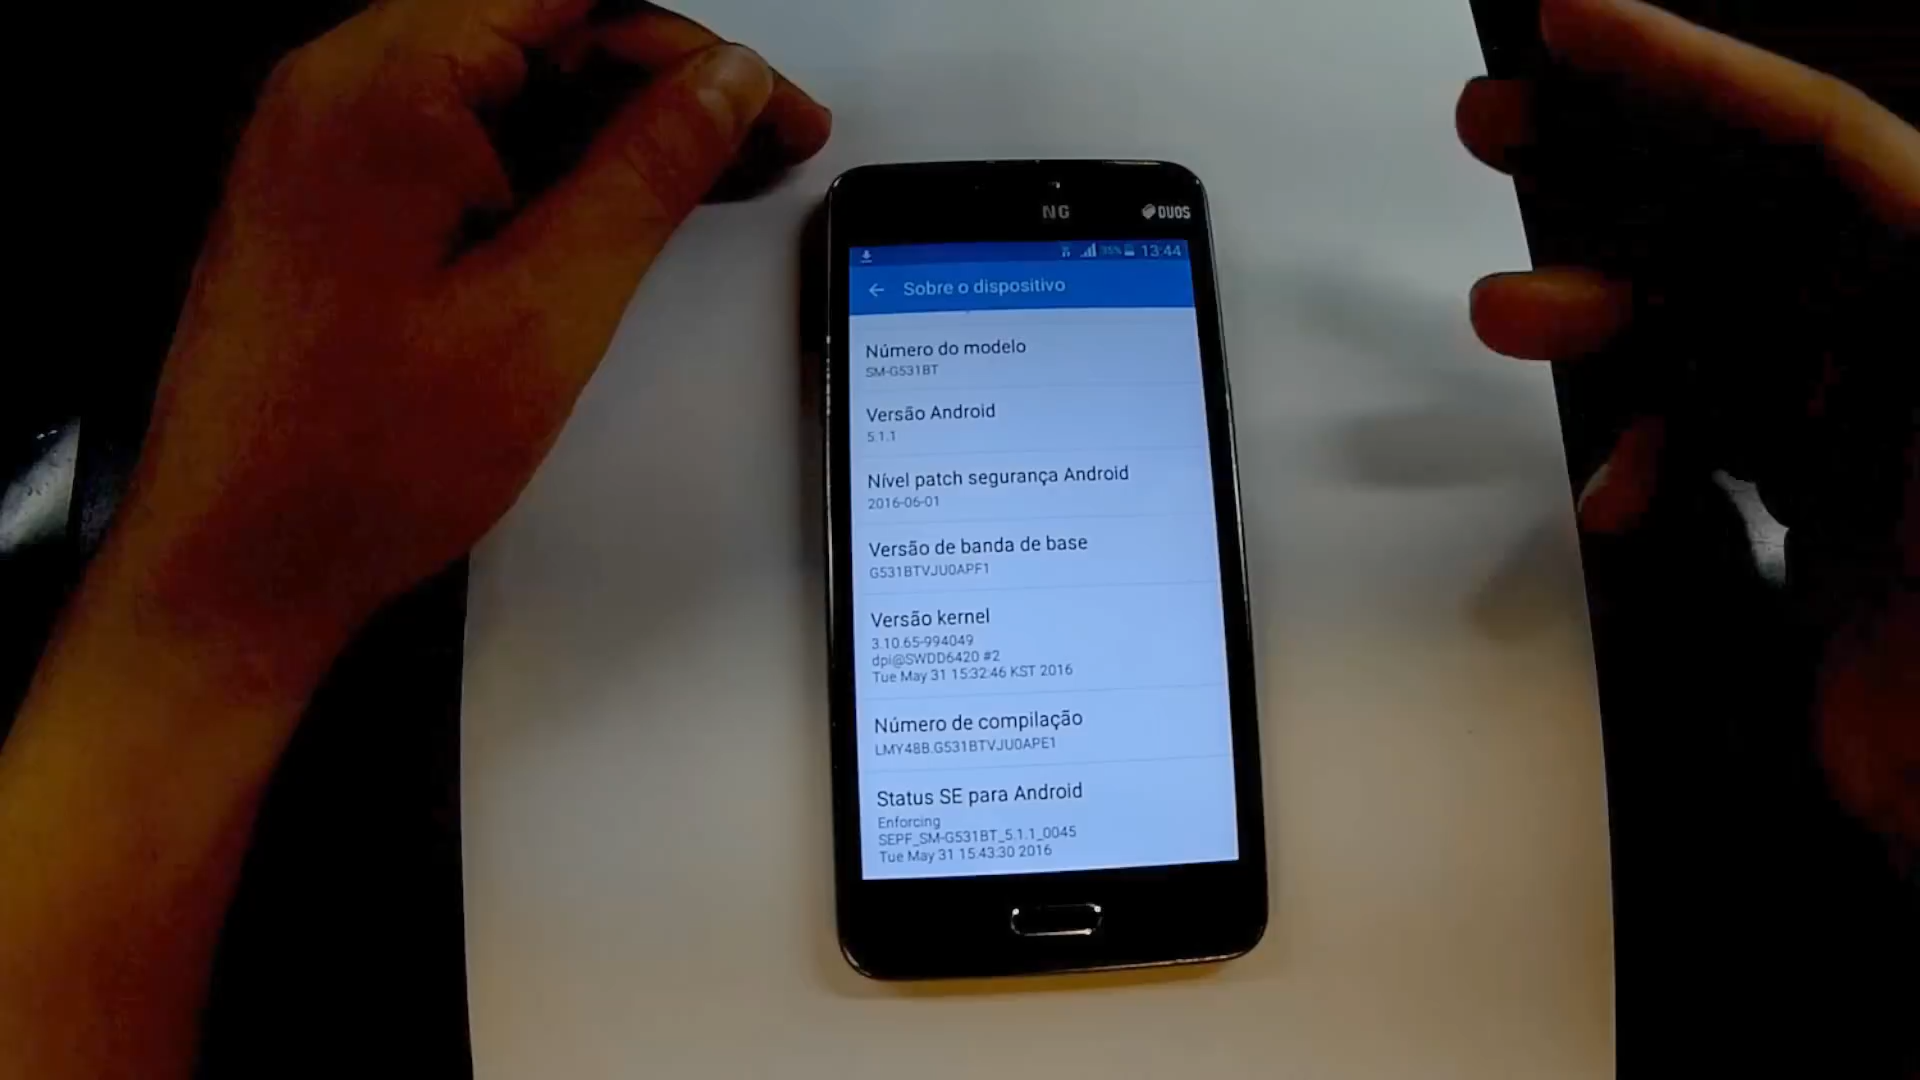 NG
DUOS
35% 13:44
Sobre o dispositivo
Número do modelo
SM-G531BT
Versão Android
5.1.1
Nível patch segurança Android
2016-06-01
Versão de banda de base
G531BTVJU0APF1
Versão kernel
3.10.65-994049
dpi@SWDD6420 #2
Tue May 31 15:32:46 KST 2016
Número de compilação
LMY48B.G531BTVJU0APE1
Status SE para Android
Enforcing
SEPF_SM-G531BT_5.1.1_0045
Tue May 31 15:43:30 2016